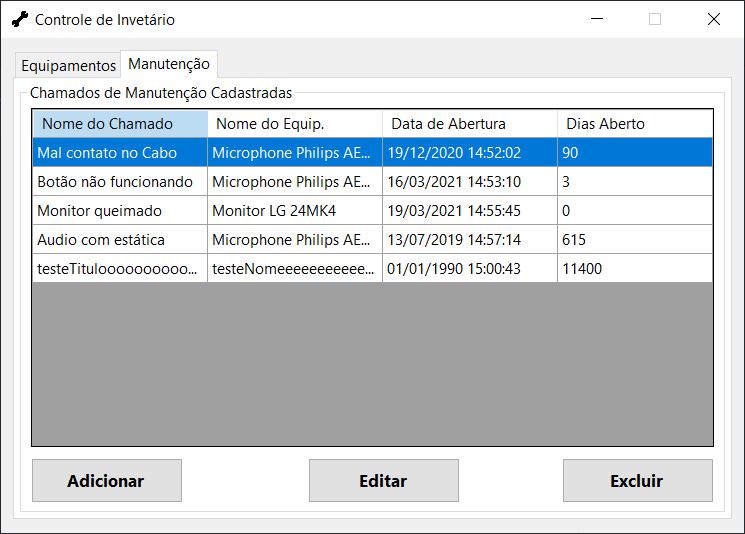 Controle de Invetário
Equipamentos Manutenção
Chamados de Manutenção Cadastradas
Nome do Chamado Nome do Equip. Data de Abertura Dias Aberto
Mal contato no Cabo Microphone Philips AE... 19/12/2020 14:52:02 90
Botão não funcionando Microphone Philips AE... 16/03/2021 14:53:10 3
Monitor queimado Monitor LG 24MK4 19/03/2021 14:55:45 0
Audio com estática Microphone Philips AE... 13/07/2019 14:57:14 615
testeTituloooooooooo... testeNomeeeeeeeeeeee... 01/01/1990 15:00:43 11400
Adicionar Editar Excluir